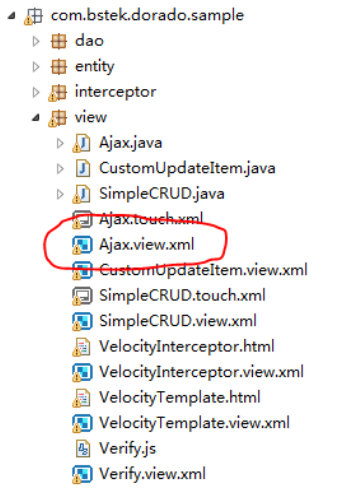 com.bstek.dorado.sample
dao
entity
interceptor
view
Ajax.java
CustomUpdateItem.java
SimpleCRUD.java
Ajax.touch.xml
Ajax.view.xml
CustomUpdateItem.view.xml
SimpleCRUD.touch.xml
SimpleCRUD.view.xml
VelocityInterceptor.html
VelocityInterceptor.view.xml
VelocityTemplate.html
VelocityTemplate.view.xml
Verify.js
Verify.view.xml